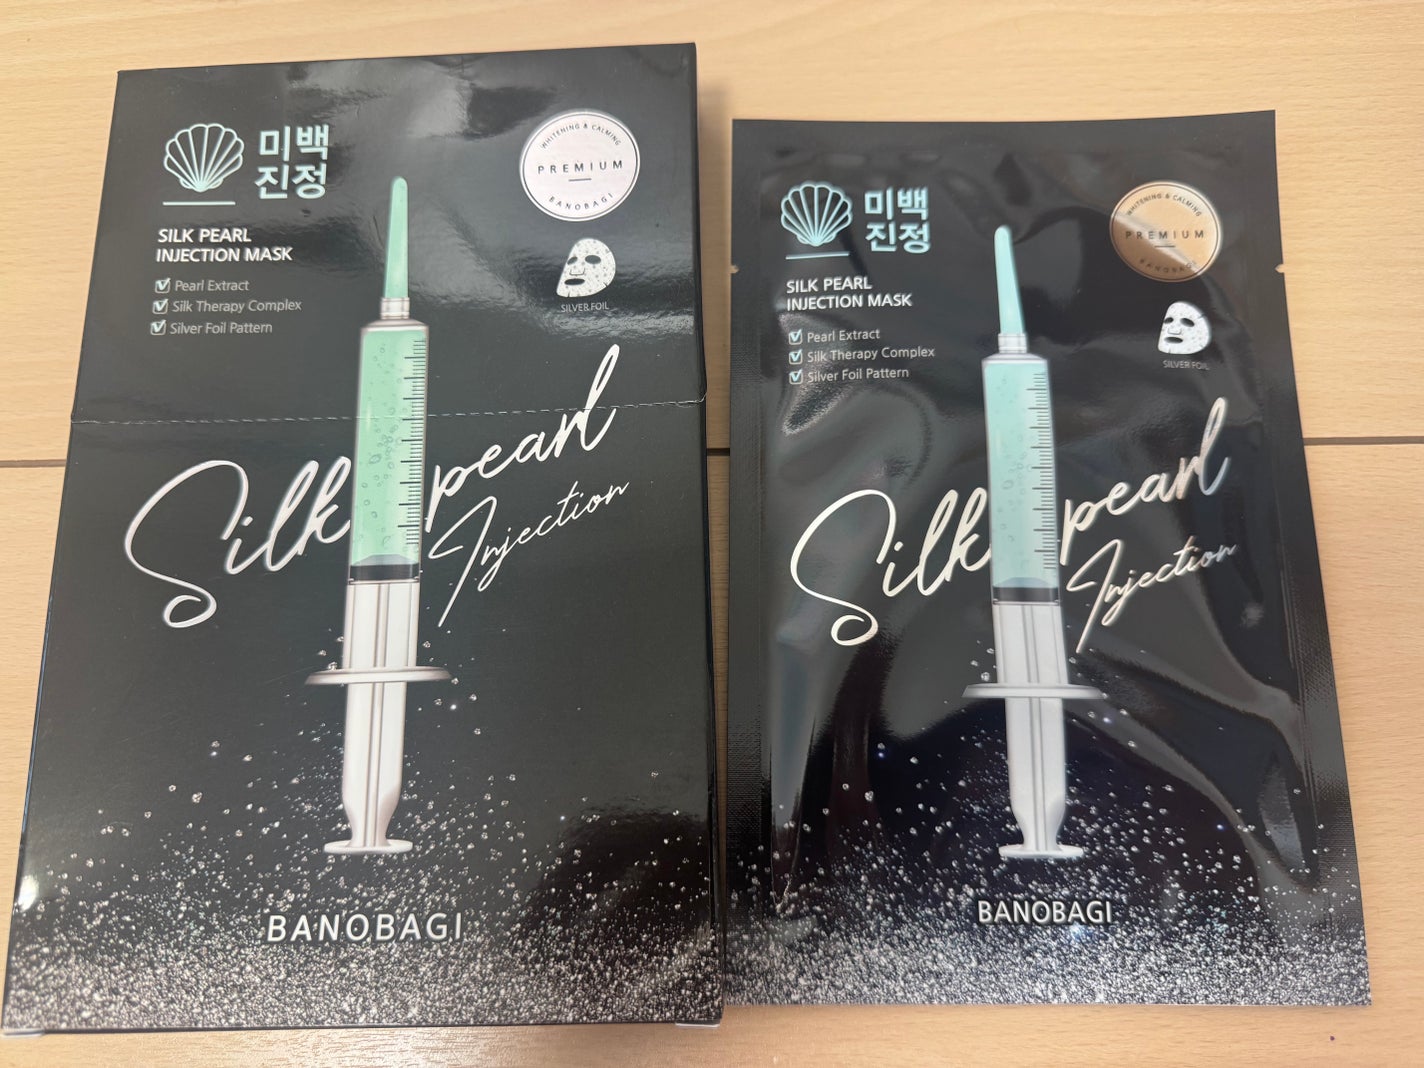 미백
진정
SILK PEARL
INJECTION MASK
Pearl Extract
Silk Therapy Complex
Silver Foil Pattern
WHITENING & CALMING
PREMIUM
BANOBAGI
SILVER FOIL
Silk pearl
Injection
BANOBAGI
미백
진정
SILK PEARL
INJECTION MASK
Pearl Extract
Silk Therapy Complex
Silver Foil Pattern
WHITENING & CALMING
PREMIUM
BANOBAGI
SILVER FOIL
Silk pearl
Injection
BANOBAGI